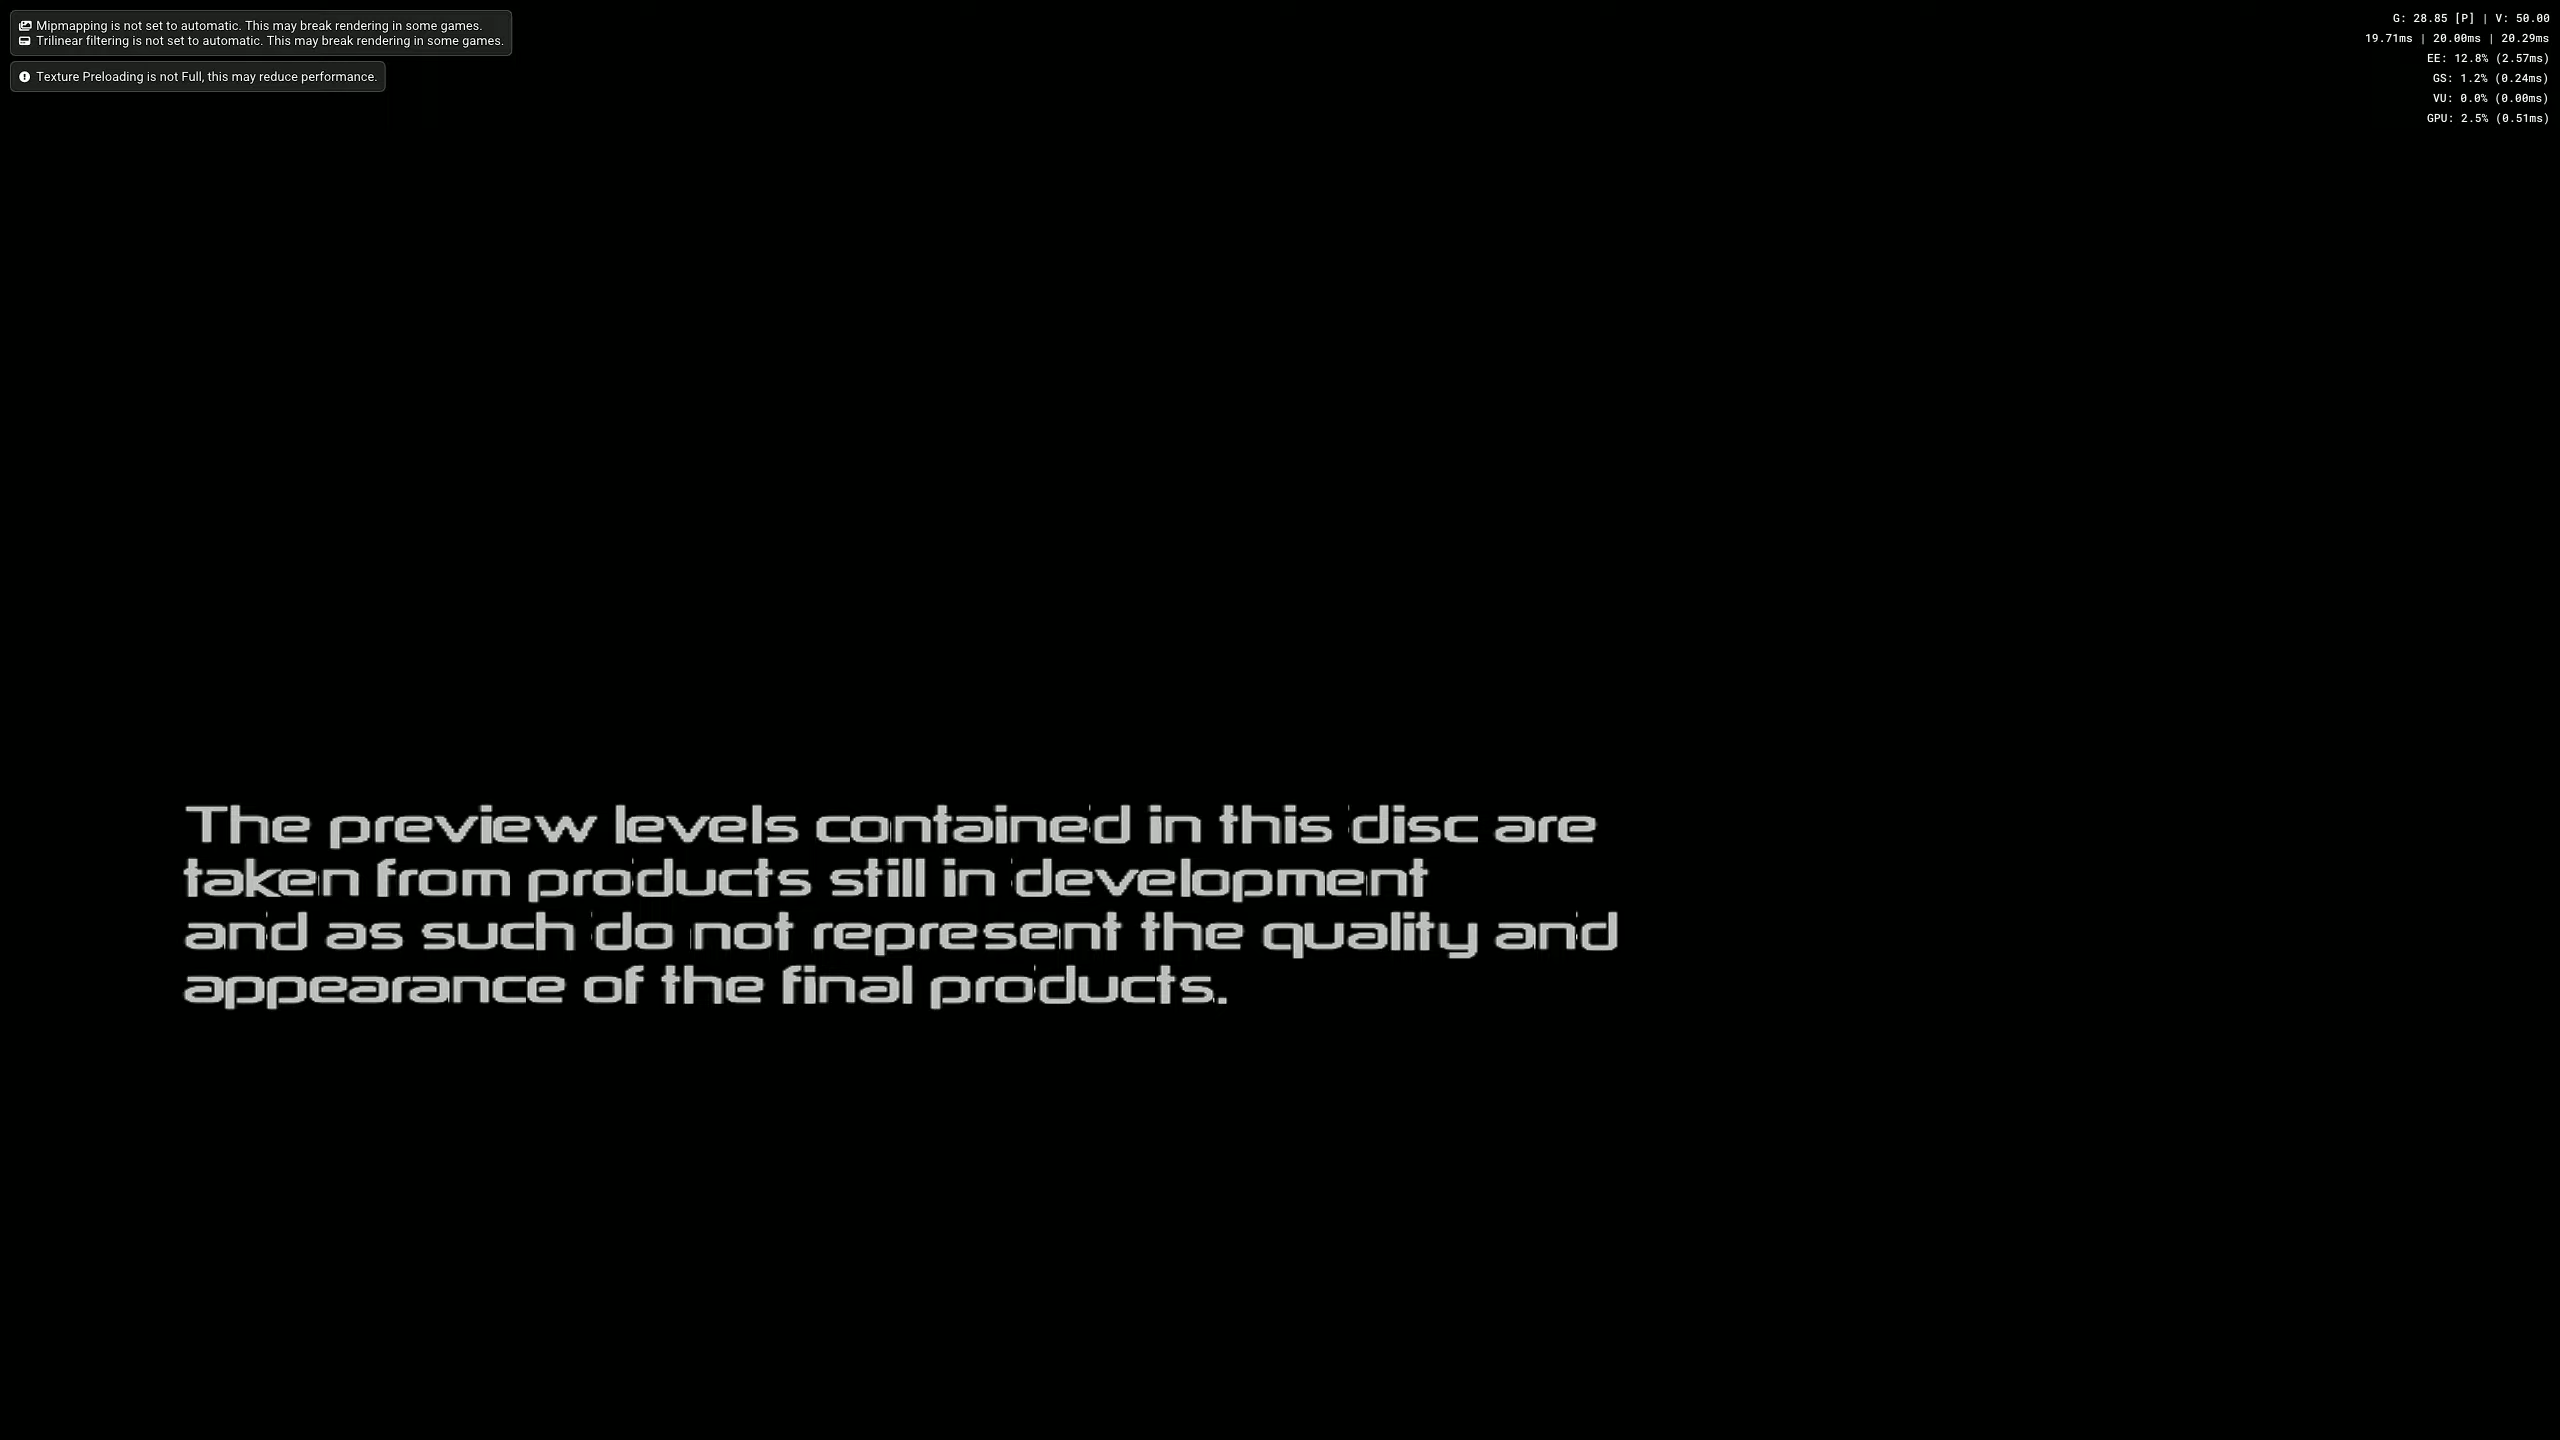 Mipmapping is not set to automatic. This may break rendering in some games.
Trilinear filtering is not set to automatic. This may break rendering in some games.
Texture Preloading is not Full, this may reduce performance.
G: 28.85 [P] | V: 50.00
19.71ms | 20.00ms | 20.29ms
EE: 12.8% (2.57ms)
GS: 1.2% (0.24ms)
VU: 0.0% (0.00ms)
GPU: 2.5% (0.51ms)
The preview levels contained in this disc are
taken from products still in development
and as such do not represent the quality and
appearance of the final products.